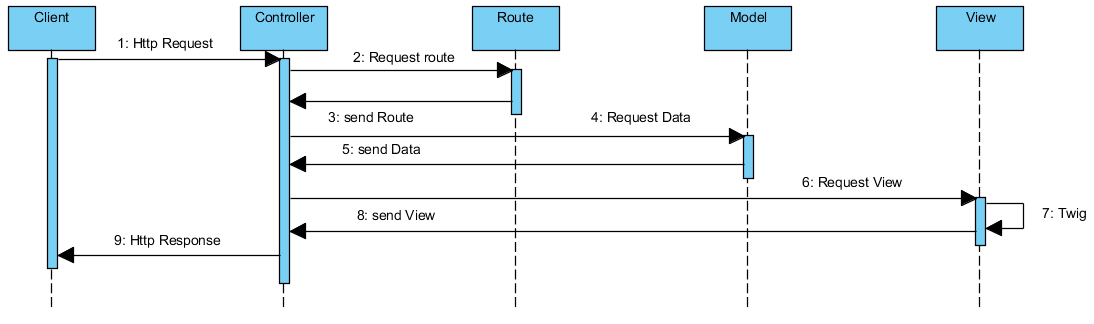 Client
Controller
Route
Model
View
1: Http Request
2: Request route
3: send Route
4: Request Data
5: send Data
6: Request View
7: Twig
8: send View
9: Http Response